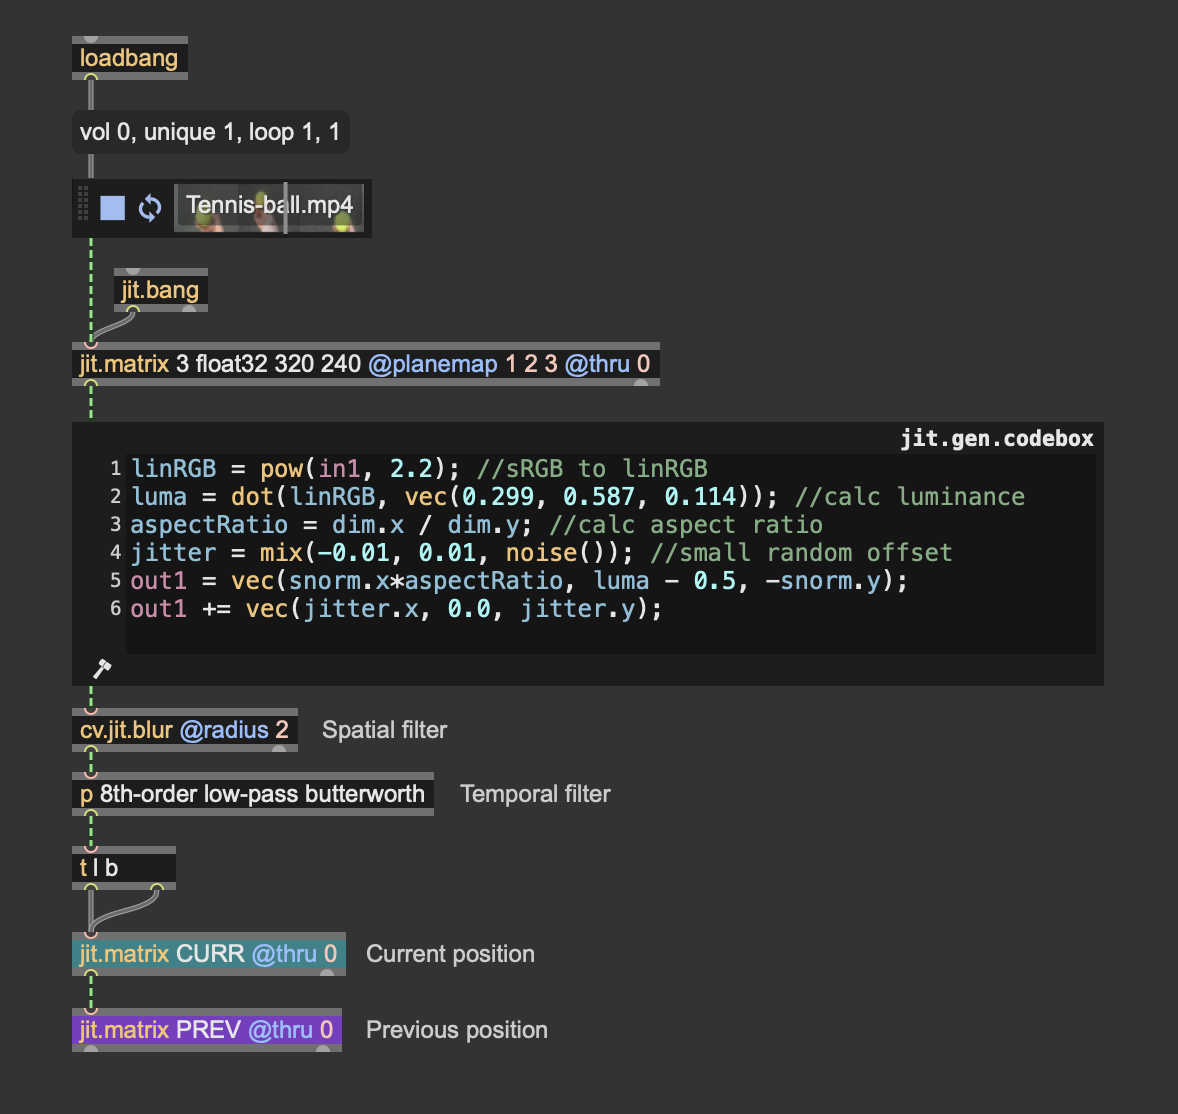 loadbang
vol 0, unique 1, loop 1, 1
Tennis-ball.mp4
jit.bang
jit.matrix 3 float32 320 240 @planemap 1 2 3 @thru 0
jit.gen.codebox
1 linRGB = pow(in1, 2.2); //sRGB to linRGB
2 luma = dot(linRGB, vec(0.299, 0.587, 0.114)); //calc luminance
3 aspectRatio = dim.x / dim.y; //calc aspect ratio
4 jitter = mix(-0.01, 0.01, noise()); //small random offset
5 out1 = vec(snorm.x*aspectRatio, luma - 0.5, -snorm.y);
6 out1 += vec(jitter.x, 0.0, jitter.y);
cv.jit.blur @radius 2 Spatial filter
p 8th-order low-pass butterworth Temporal filter
t l b
jit.matrix CURR @thru 0 Current position
jit.matrix PREV @thru 0 Previous position